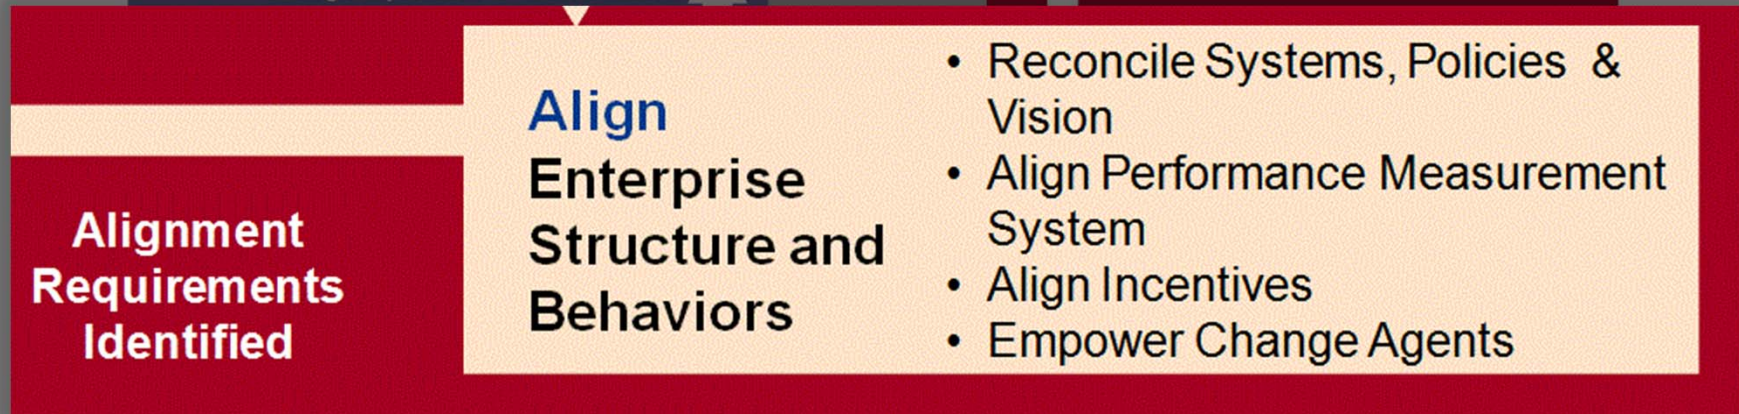 Alignment
Requirements
Identified
Align
Enterprise
Structure and
Behaviors
• Reconcile Systems, Policies &
Vision
• Align Performance Measurement
System
• Align Incentives
• Empower Change Agents